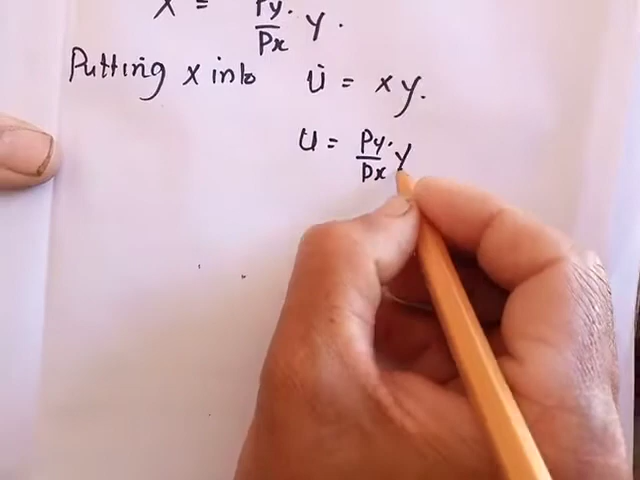 X = Py/Px . y .
Putting x into U = xy.
U = Py/Px . y